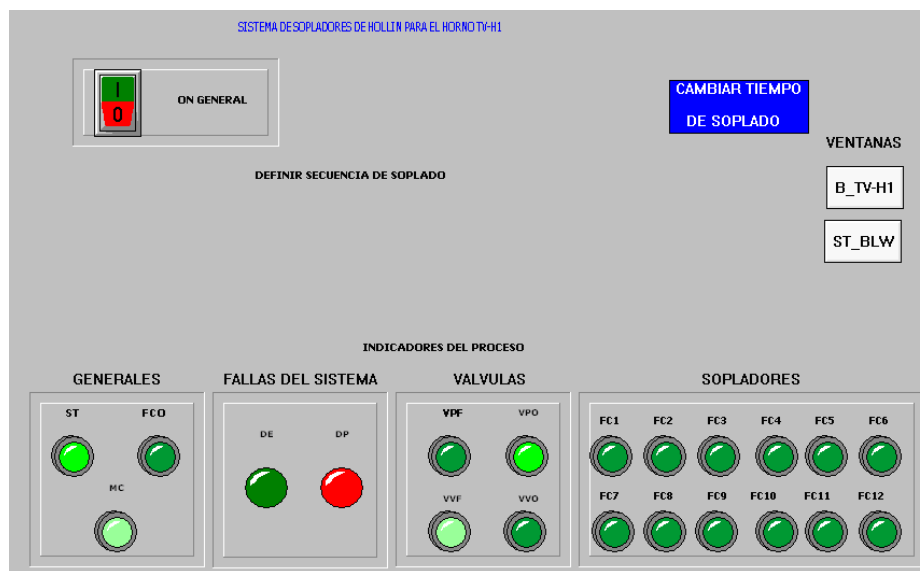 SISTEMA DE SOPLADORES DE HOLLIN PARA EL HORNO TV-H1
I
0
ON GENERAL
CAMBIAR TIEMPO
DE SOPLADO
VENTANAS
DEFINIR SECUENCIA DE SOPLADO
B_TV-H1
ST_BLW
INDICADORES DEL PROCESO
GENERALES
FALLAS DEL SISTEMA
VALVULAS
SOPLADORES
ST FCO
MC
DE DP
VPF VPO
VVF VVO
FC1 FC2 FC3 FC4 FC5 FC6
FC7 FC8 FC9 FC10 FC11 FC12